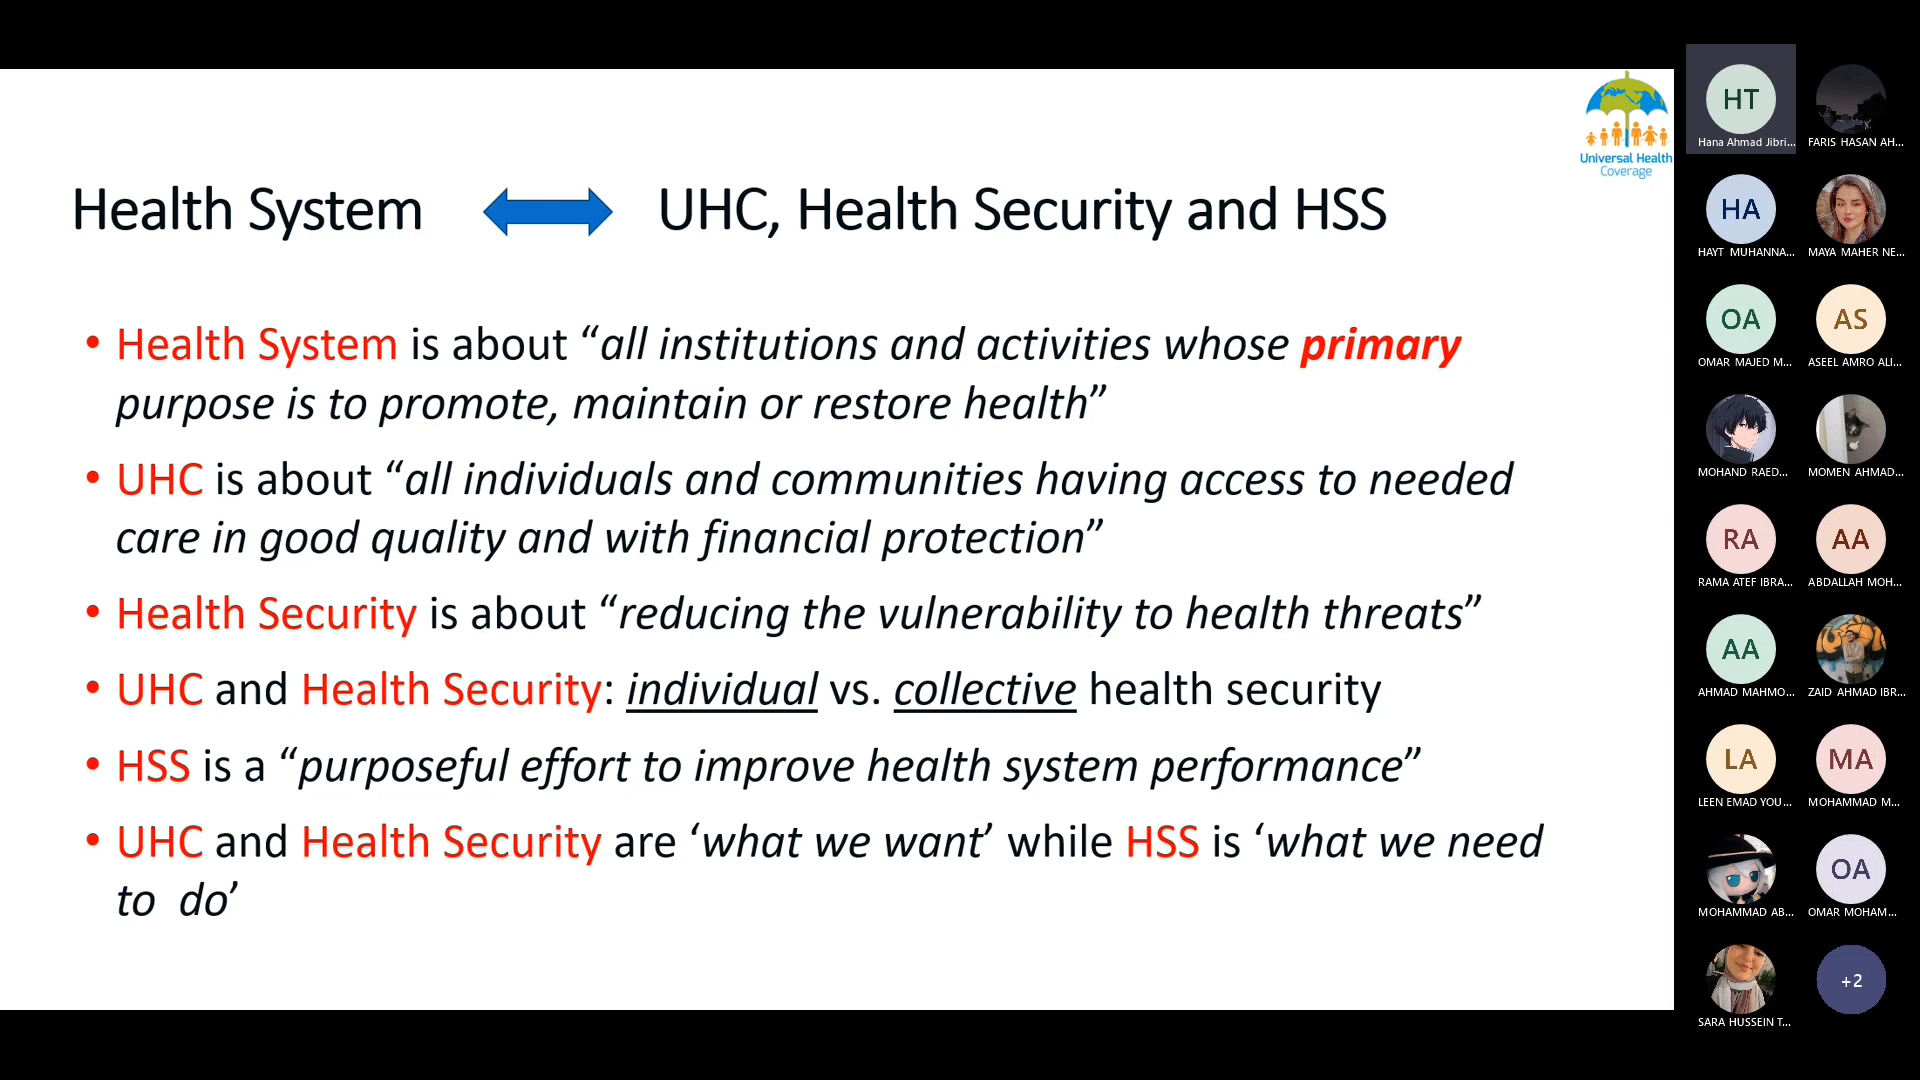 Universal Health
Coverage
Health System
UHC, Health Security and HSS
• Health System is about “all institutions and activities whose primary
purpose is to promote, maintain or restore health”
• UHC is about “all individuals and communities having access to needed
care in good quality and with financial protection”
• Health Security is about “reducing the vulnerability to health threats”
• UHC and Health Security: individual vs. collective health security
• HSS is a “purposeful effort to improve health system performance”
• UHC and Health Security are ‘what we want’ while HSS is ‘what we need
to  do’
HT
Hana Ahmad Jibri...
FARIS HASAN AH...
HA
HAYT MUHANNA...
MAYA MAHER NE...
OA
OMAR MAJED M...
AS
ASEEL AMRO ALI...
MOHAND RAED...
MOMEN AHMAD...
RA
RAMA ATEF IBRA...
AA
ABDALLAH MOH...
AA
AHMAD MAHMO...
ZAID AHMAD IBR...
LA
LEEN EMAD YOU...
MA
MOHAMMAD M...
MOHAMMAD AB...
OA
OMAR MOHAM...
SARA HUSSEIN T...
+2